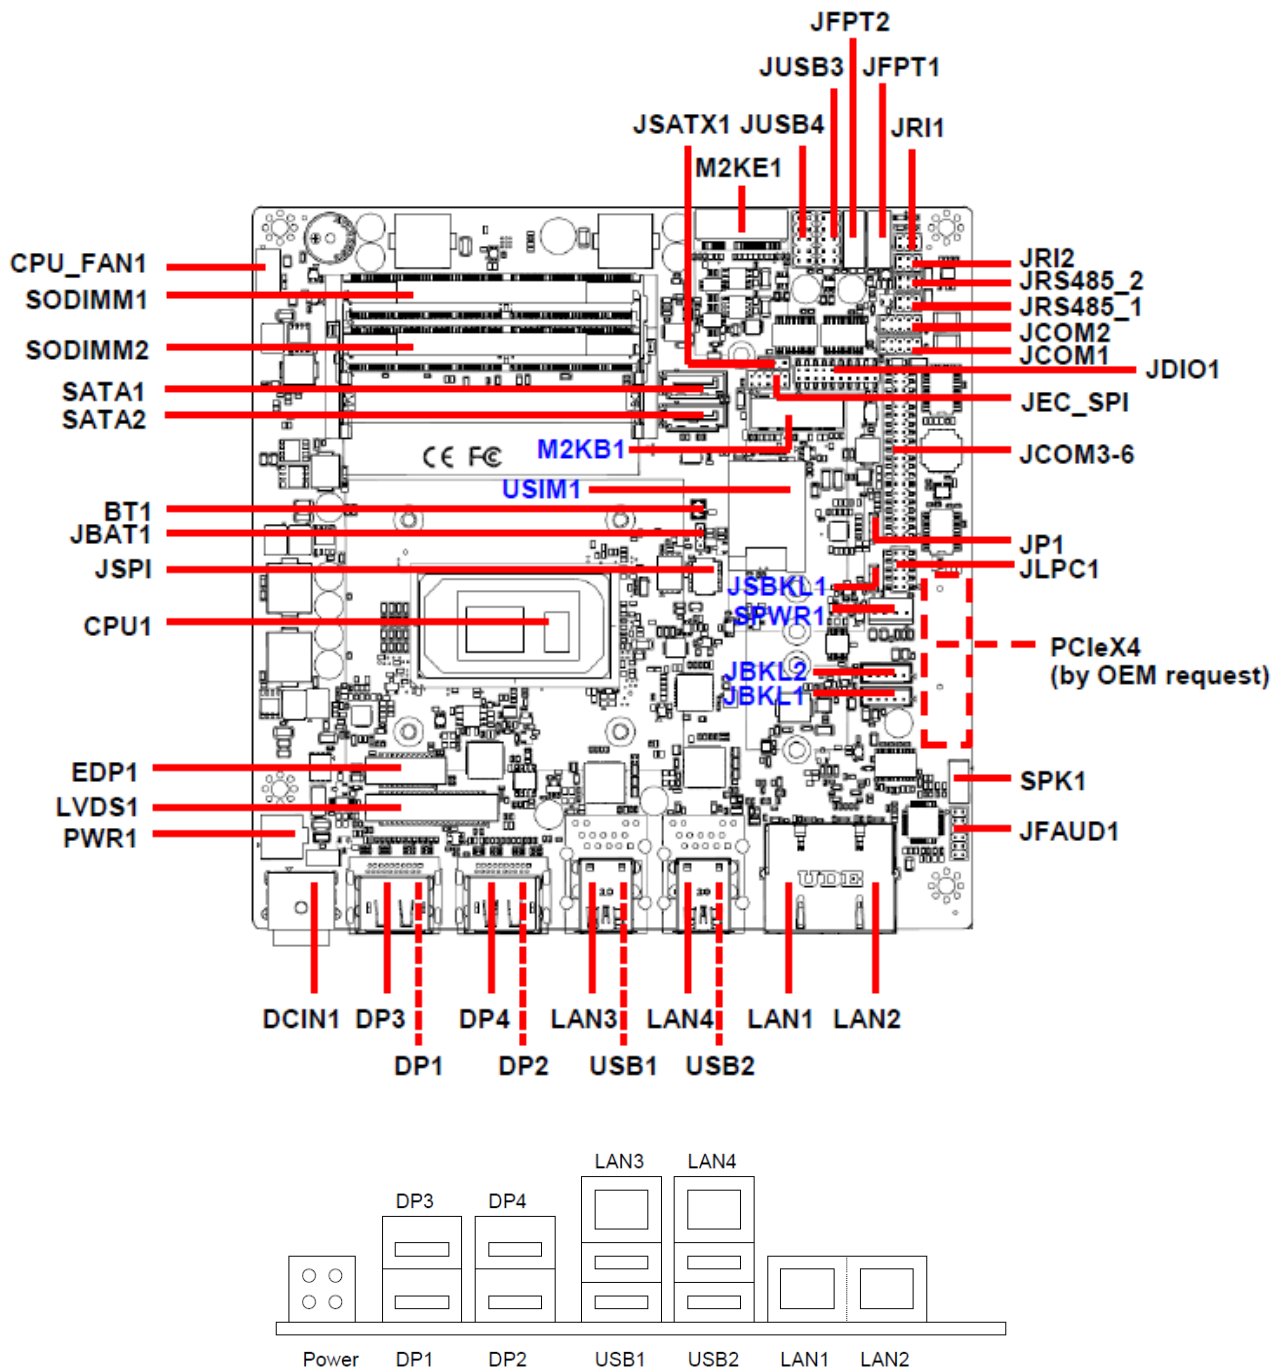 JFPT2
JUSB3 JFPT1
JSATX1 JUSB4 JRI1
M2KE1
CPU_FAN1
SODIMM1
SODIMM2
SATA1
SATA2
BT1
JBAT1
JSPI
CPU1
EDP1
LVDS1
PWR1
M2KB1
USIM1
JSBKL1
SPWR1
JBKL2
JBKL1
JRI2
JRS485_2
JRS485_1
JCOM2
JCOM1
JDIO1
JEC_SPI
JCOM3-6
JP1
JLPC1
PCIeX4
(by OEM request)
SPK1
JFAUD1
CE FC
DCIN1 DP3 DP4 LAN3 LAN4 LAN1 LAN2
DP1 DP2 USB1 USB2
LAN3 LAN4
DP3 DP4
Power DP1 DP2 USB1 USB2 LAN1 LAN2